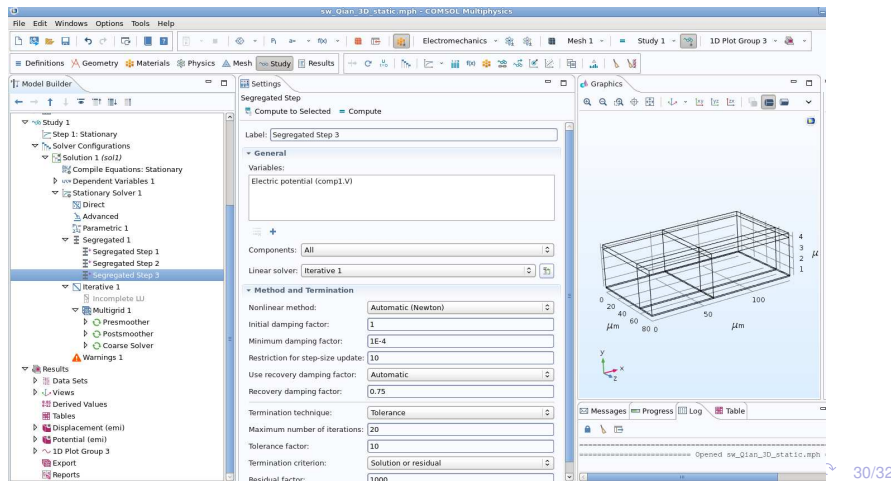 sw_Qian_3D_static.mph - COMSOL Multiphysics
File Edit Windows Options Tools Help
Pi a= f(x) Electromechanics Mesh 1 = Study 1 1D Plot Group 3
Definitions Geometry Materials Physics Mesh Study Results
Model Builder
Study 1
Step 1: Stationary
Solver Configurations
Solution 1 (sol1)
Compile Equations: Stationary
Dependent Variables 1
Stationary Solver 1
Direct
Advanced
Parametric 1
Segregated 1
Segregated Step 1
Segregated Step 2
Segregated Step 3
Iterative 1
Incomplete LU
Multigrid 1
Presmoother
Postsmoother
Coarse Solver
Warnings 1
Results
Data Sets
Views
Derived Values
Tables
Displacement (emi)
Potential (emi)
1D Plot Group 3
Export
Reports
Settings
Segregated Step
Compute to Selected = Compute
Label: Segregated Step 3
General
Variables:
Electric potential (comp1.V)
Components: All
Linear solver: Iterative 1
Method and Termination
Nonlinear method: Automatic (Newton)
Initial damping factor: 1
Minimum damping factor: 1E-4
Restriction for step-size update: 10
Use recovery damping factor: Automatic
Recovery damping factor: 0.75
Termination technique: Tolerance
Maximum number of iterations: 20
Tolerance factor: 10
Termination criterion: Solution or residual
Residual factor: 1000
Graphics
4
3
2
1
μ
0
20
40
60
80 0
50
100
μm
μm
y
x
z
Messages Progress Log Table
Opened sw_Qian_3D_static.mph
30/32